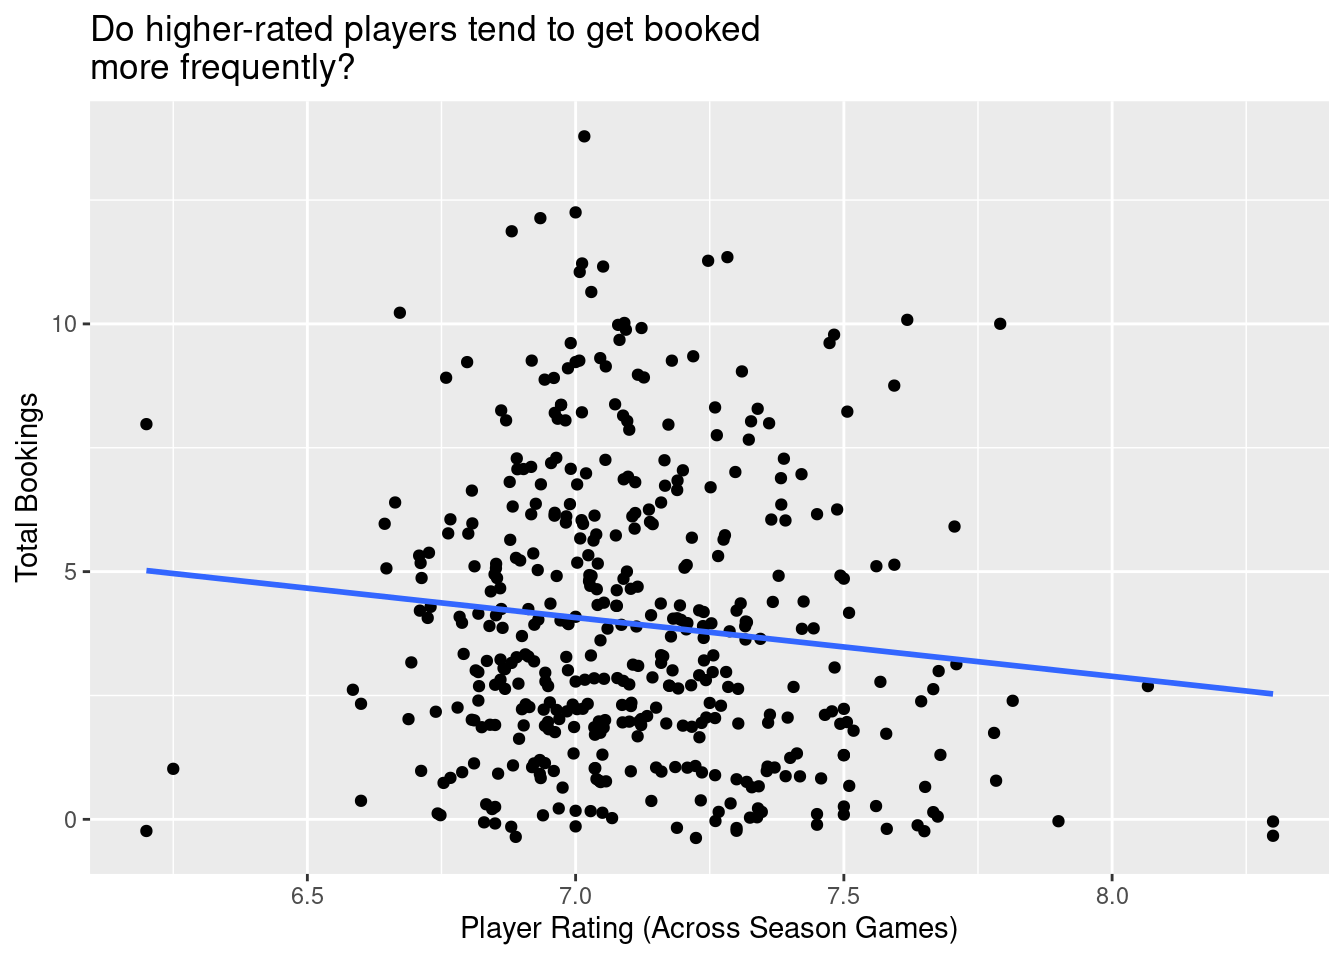 Do higher-rated players tend to get booked
more frequently?
Total Bookings
10
5
0
6.5 7.0 7.5 8.0
Player Rating (Across Season Games)